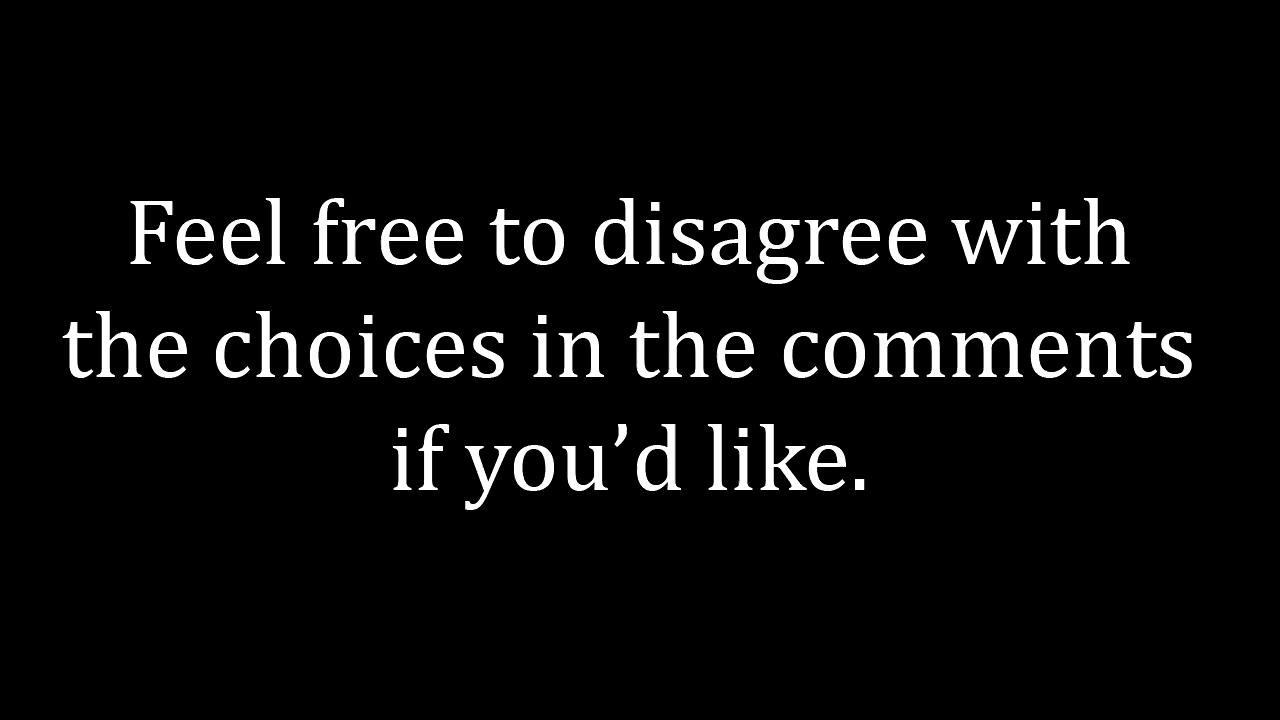 Feel free to disagree with
the choices in the comments
if you’d like.